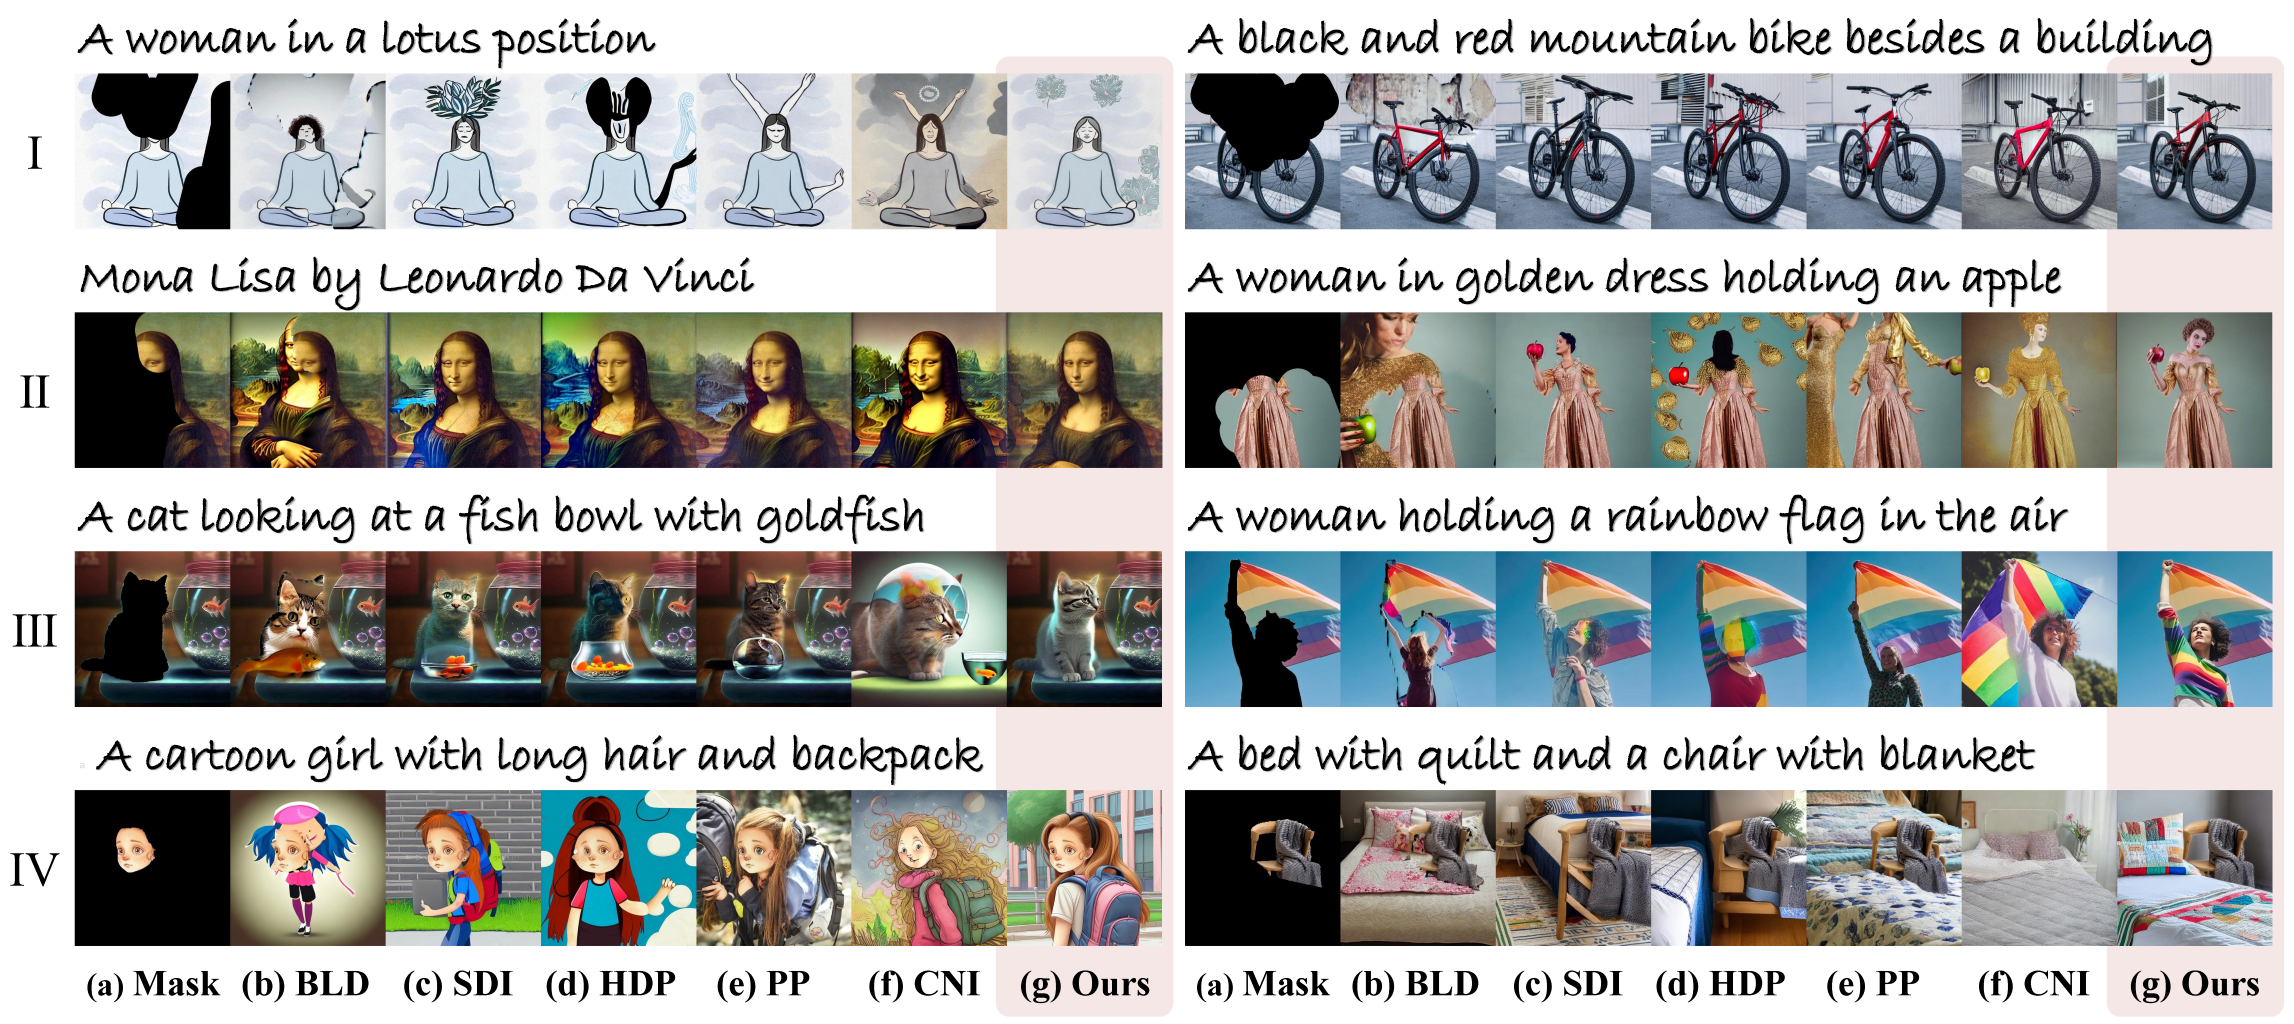 A woman in a lotus position
A black and red mountain bike besides a building
I
Mona Lisa by Leonardo Da Vinci
A woman in golden dress holding an apple
II
A cat looking at a fish bowl with goldfish
A woman holding a rainbow flag in the air
III
a A cartoon girl with long hair and backpack
A bed with quilt and a chair with blanket
IV
(a) Mask (b) BLD (c) SDI (d) HDP (e) PP (f) CNI (g) Ours
(a) Mask (b) BLD (c) SDI (d) HDP (e) PP (f) CNI (g) Ours